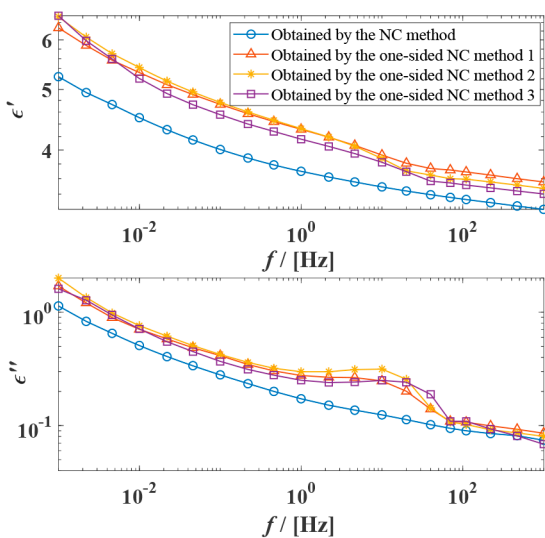 6
5
4
ϵ'
Obtained by the NC method
Obtained by the one-sided NC method 1
Obtained by the one-sided NC method 2
Obtained by the one-sided NC method 3
10-2
100
102
f / [Hz]
100
10-1
ϵ''
10-2
100
102
f / [Hz]